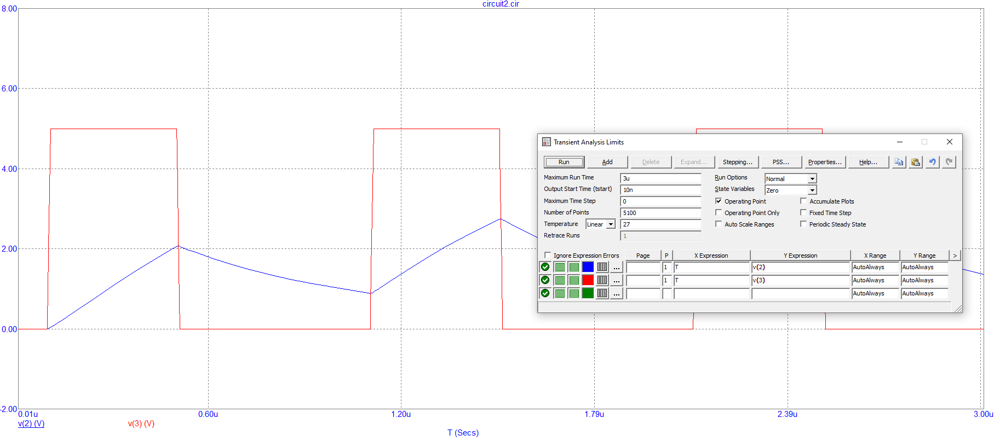 circuit2.cir
8.00
6.00
4.00
2.00
0.00
-2.00
0.01u 0.60u 1.20u 1.79u 2.39u 3.00u
v(2) (V) v(3) (V)
T (Secs)
Transient Analysis Limits
Run Add Delete Expand... Stepping... PSS... Properties... Help...
Maximum Run Time 3u Run Options Normal
Output Start Time (tstart) 10n State Variables Zero
Maximum Time Step 0 Operating Point Accumulate Plots
Number of Points 5100 Operating Point Only Fixed Time Step
Temperature Linear 27 Auto Scale Ranges Periodic Steady State
Retrace Runs 1
Ignore Expression Errors Page P X Expression Y Expression X Range Y Range >
... 1 T v(2) AutoAlways AutoAlways
... 1 T v(3) AutoAlways AutoAlways
... AutoAlways AutoAlways